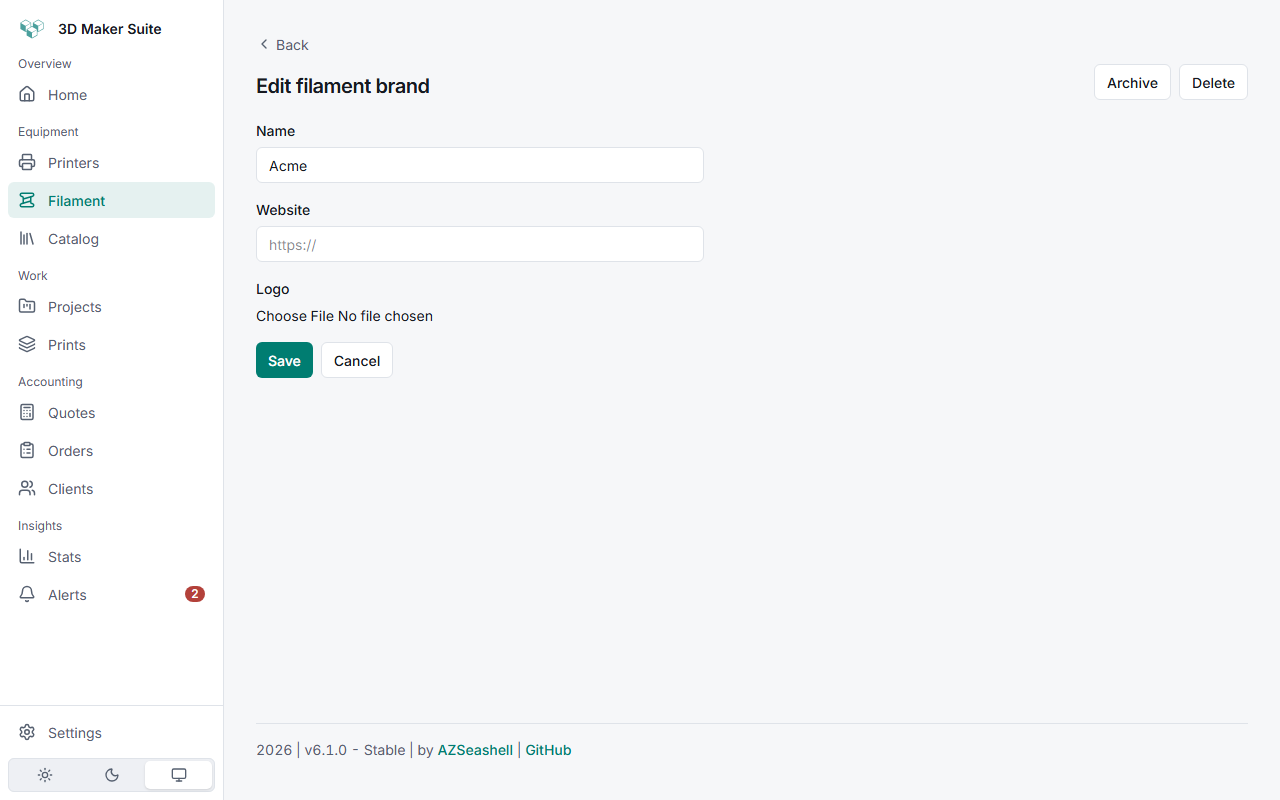 3D Maker Suite
Overview
Home
Equipment
Printers
Filament
Catalog
Work
Projects
Prints
Accounting
Quotes
Orders
Clients
Insights
Stats
Alerts 2
Settings
Back
Edit filament brand
Archive Delete
Name
Acme
Website
https://
Logo
Choose File No file chosen
Save Cancel
2026 | v6.1.0 - Stable | by AZSeashell | GitHub